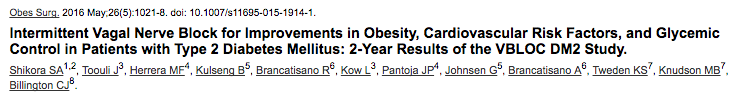 Obes Surg. 2016 May;26(5):1021-8. doi: 10.1007/s11695-015-1914-1.
Intermittent Vagal Nerve Block for Improvements in Obesity, Cardiovascular Risk Factors, and Glycemic
Control in Patients with Type 2 Diabetes Mellitus: 2-Year Results of the VBLOC DM2 Study.
Shikora SA1,2, Toouli J3, Herrera MF4, Kulseng B5, Brancatisano R6, Kow L3, Pantoja JP4, Johnsen G5, Brancatisano A6, Tweden KS7, Knudson MB7,
Billington CJ8.